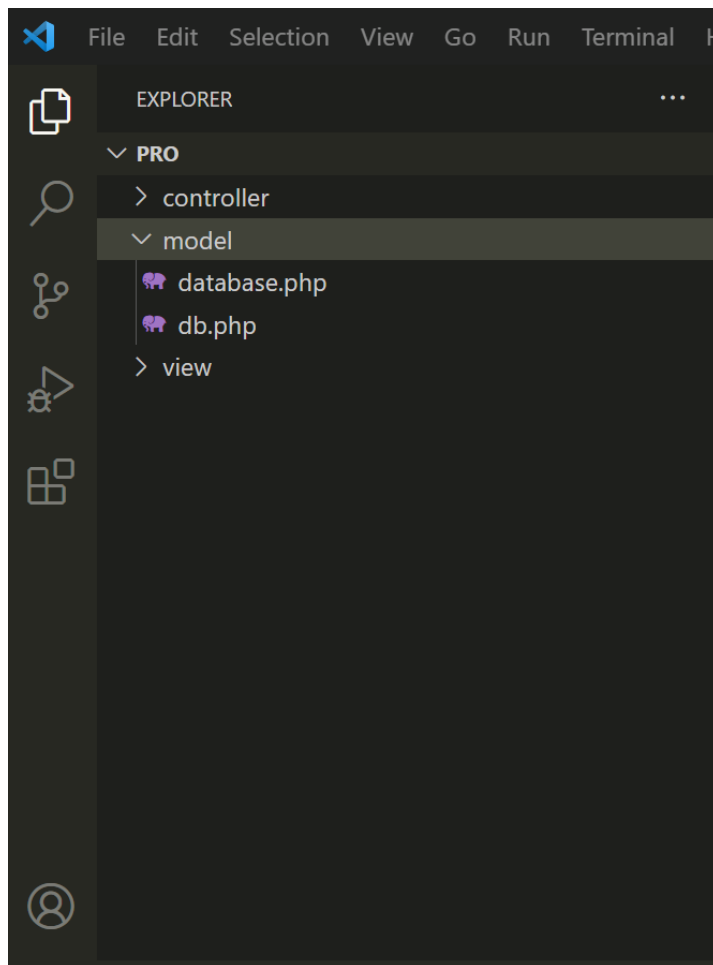 File Edit Selection View Go Run Terminal
EXPLORER ···
PRO
controller
model
database.php
db.php
view